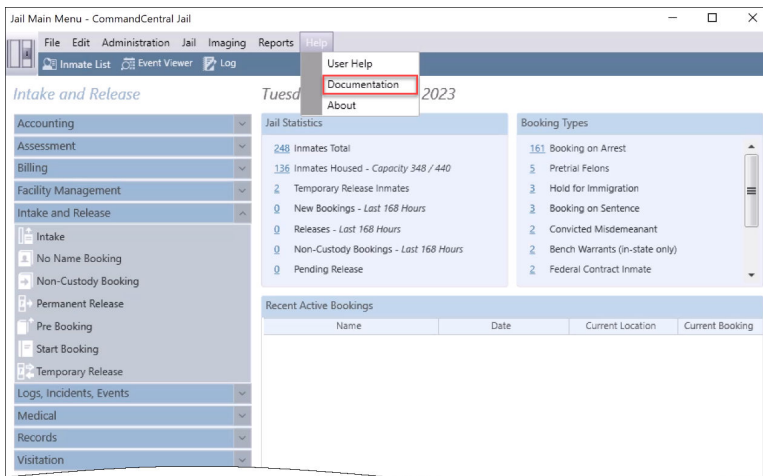 Jail Main Menu - CommandCentral Jail
File Edit Administration Jail Imaging Reports Help
Inmate List Event Viewer Log
User Help
Documentation
About
Intake and Release
Tuesd 2023
Accounting
Assessment
Billing
Facility Management
Intake and Release
Intake
No Name Booking
Non-Custody Booking
Permanent Release
Pre Booking
Start Booking
Temporary Release
Logs, Incidents, Events
Medical
Records
Visitation
Jail Statistics
248 Inmates Total
136 Inmates Housed - Capacity 348 / 440
2 Temporary Release Inmates
0 New Bookings - Last 168 Hours
0 Releases - Last 168 Hours
0 Non-Custody Bookings - Last 168 Hours
0 Pending Release
Booking Types
161 Booking on Arrest
5 Pretrial Felons
3 Hold for Immigration
3 Booking on Sentence
2 Convicted Misdemeanant
2 Bench Warrants (in-state only)
2 Federal Contract Inmate
Recent Active Bookings
Name Date Current Location Current Booking